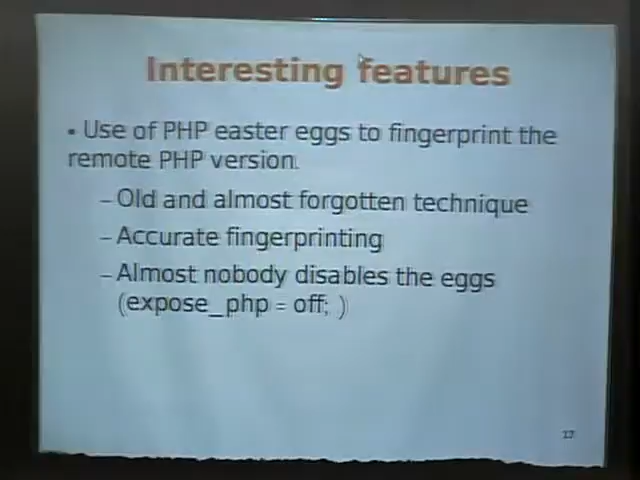 Interesting features
▪ Use of PHP easter eggs to fingerprint the
remote PHP version.
– Old and almost forgotten technique
– Accurate fingerprinting
– Almost nobody disables the eggs
(expose_php = off; )
17